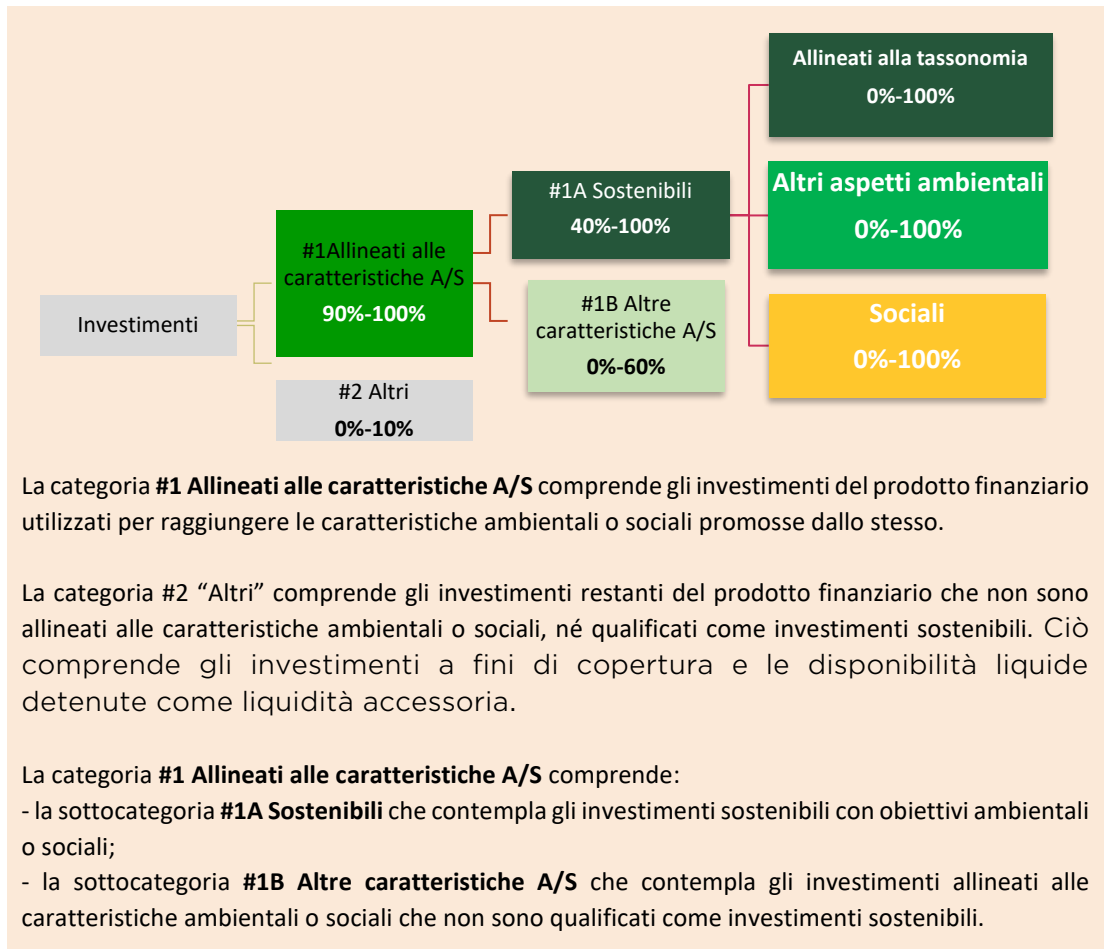 Allineati alla tassonomia
0%-100%
#1A Sostenibili
40%-100%
Altri aspetti ambientali
0%-100%
#1Allineati alle
caratteristiche A/S
90%-100%
Investimenti
#1B Altre
caratteristiche A/S
0%-60%
Sociali
0%-100%
#2 Altri
0%-10%
La categoria #1 Allineati alle caratteristiche A/S comprende gli investimenti del prodotto finanziario
utilizzati per raggiungere le caratteristiche ambientali o sociali promosse dallo stesso.
La categoria #2 “Altri” comprende gli investimenti restanti del prodotto finanziario che non sono
allineati alle caratteristiche ambientali o sociali, né qualificati come investimenti sostenibili. Ciò
comprende gli investimenti a fini di copertura e le disponibilità liquide
detenute come liquidità accessoria.
La categoria #1 Allineati alle caratteristiche A/S comprende:
- la sottocategoria #1A Sostenibili che contempla gli investimenti sostenibili con obiettivi ambientali
o sociali;
- la sottocategoria #1B Altre caratteristiche A/S che contempla gli investimenti allineati alle
caratteristiche ambientali o sociali che non sono qualificati come investimenti sostenibili.